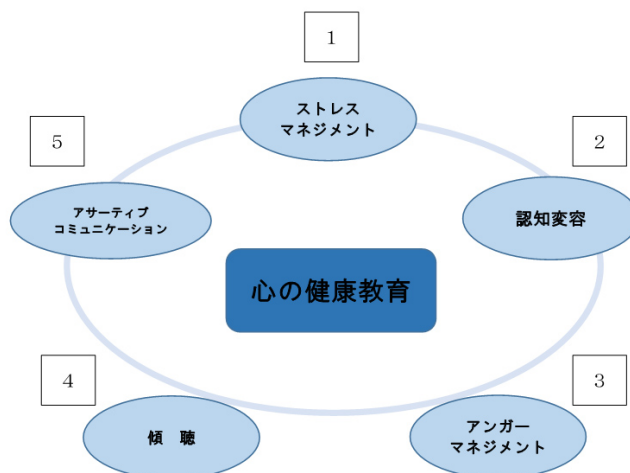 1
ストレス
マネジメント
5
アサーティブ
コミュニケーション
2
認知変容
心の健康教育
4
傾 聴
3
アンガー
マネジメント